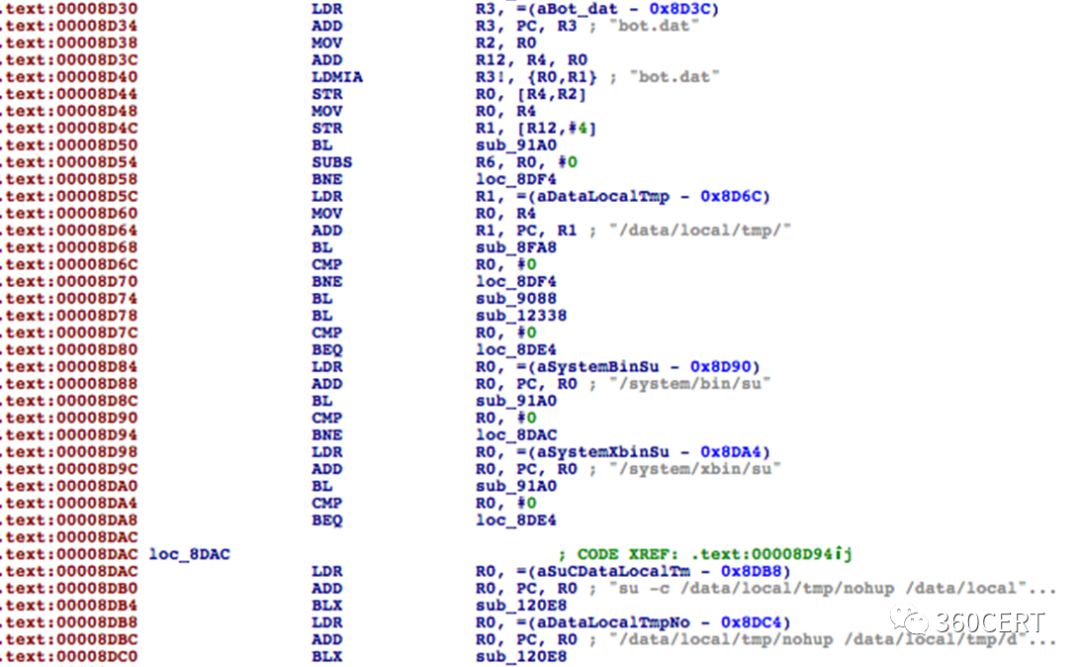 .text:00008D30 LDR R3, =(aBot_dat - 0x8D3C)
.text:00008D34 ADD R3, PC, R3 ; "bot.dat"
.text:00008D38 MOV R2, R0
.text:00008D3C ADD R12, R4, R0
.text:00008D40 LDMIA R3!, {R0,R1} ; "bot.dat"
.text:00008D44 STR R0, [R4,R2]
.text:00008D48 MOV R0, R4
.text:00008D4C STR R1, [R12,#4]
.text:00008D50 BL sub_91A0
.text:00008D54 SUBS R6, R0, #0
.text:00008D58 BNE loc_8DF4
.text:00008D5C LDR R1, =(aDataLocalTmp - 0x8D6C)
.text:00008D60 MOV R0, R4
.text:00008D64 ADD R1, PC, R1 ; "/data/local/tmp/"
.text:00008D68 BL sub_8FA8
.text:00008D6C CMP R0, #0
.text:00008D70 BNE loc_8DF4
.text:00008D74 BL sub_9088
.text:00008D78 BL sub_12338
.text:00008D7C CMP R0, #0
.text:00008D80 BEQ loc_8DE4
.text:00008D84 LDR R0, =(aSystemBinSu - 0x8D90)
.text:00008D88 ADD R0, PC, R0 ; "/system/bin/su"
.text:00008D8C BL sub_91A0
.text:00008D90 CMP R0, #0
.text:00008D94 BNE loc_8DAC
.text:00008D98 LDR R0, =(aSystemXbinSu - 0x8DA4)
.text:00008D9C ADD R0, PC, R0 ; "/system/xbin/su"
.text:00008DA0 BL sub_91A0
.text:00008DA4 CMP R0, #0
.text:00008DA8 BEQ loc_8DE4
.text:00008DAC
.text:00008DAC loc_8DAC ; CODE XREF: .text:00008D94îj
.text:00008DAC LDR R0, =(aSuCDataLocalTm - 0x8DB8)
.text:00008DB0 ADD R0, PC, R0 ; "su -c /data/local/tmp/nohup /data/local"...
.text:00008DB4 BLX sub_120E8
.text:00008DB8 LDR R0, =(aDataLocalTmpNo - 0x8DC4)
.text:00008DBC ADD R0, PC, R0 ; "/data/local/tmp/nohup /data/local/tmp/d"...
.text:00008DC0 BLX sub_120E8
360CERT